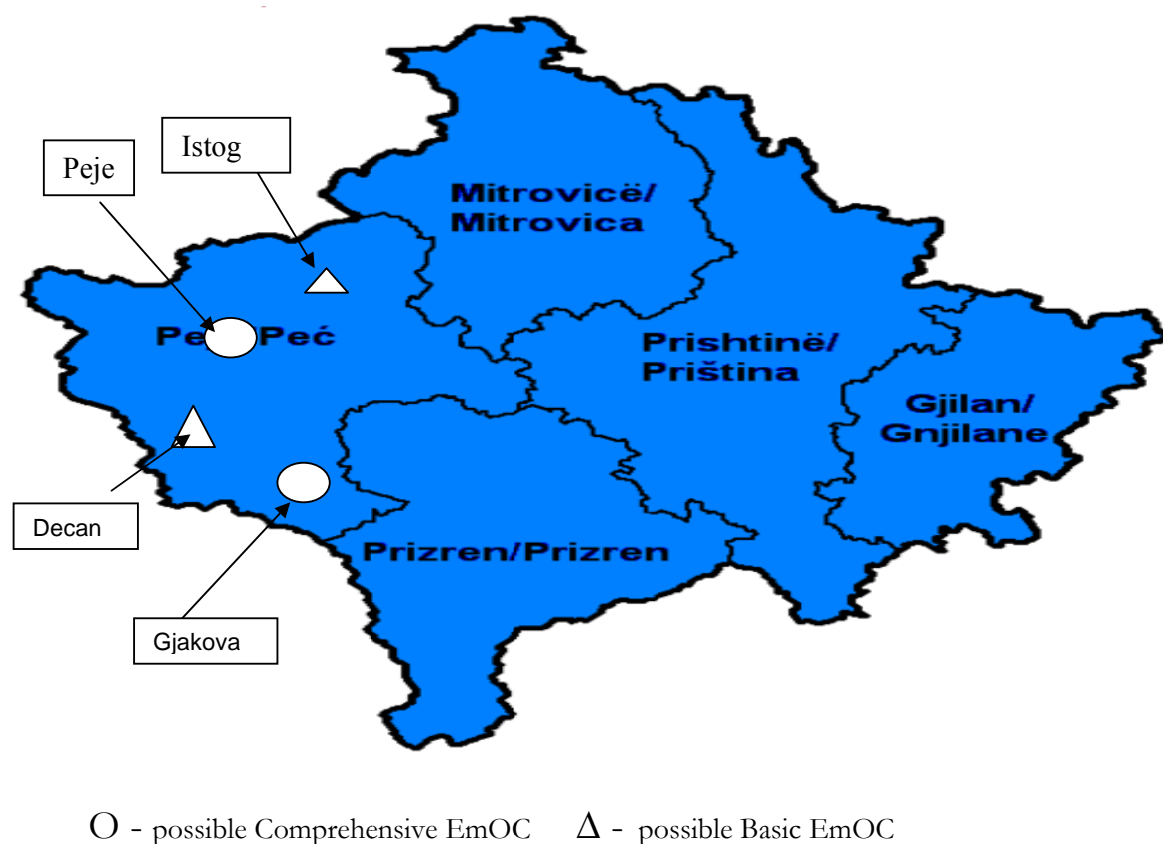 Istog
Peje
Mitrovicë/
Mitrovica
Pe Peć
Prishtinë/
Priština
Gjilan/
Gnjilane
Decan
Prizren/Prizren
Gjakova
O - possible Comprehensive EmOC Δ - possible Basic EmOC